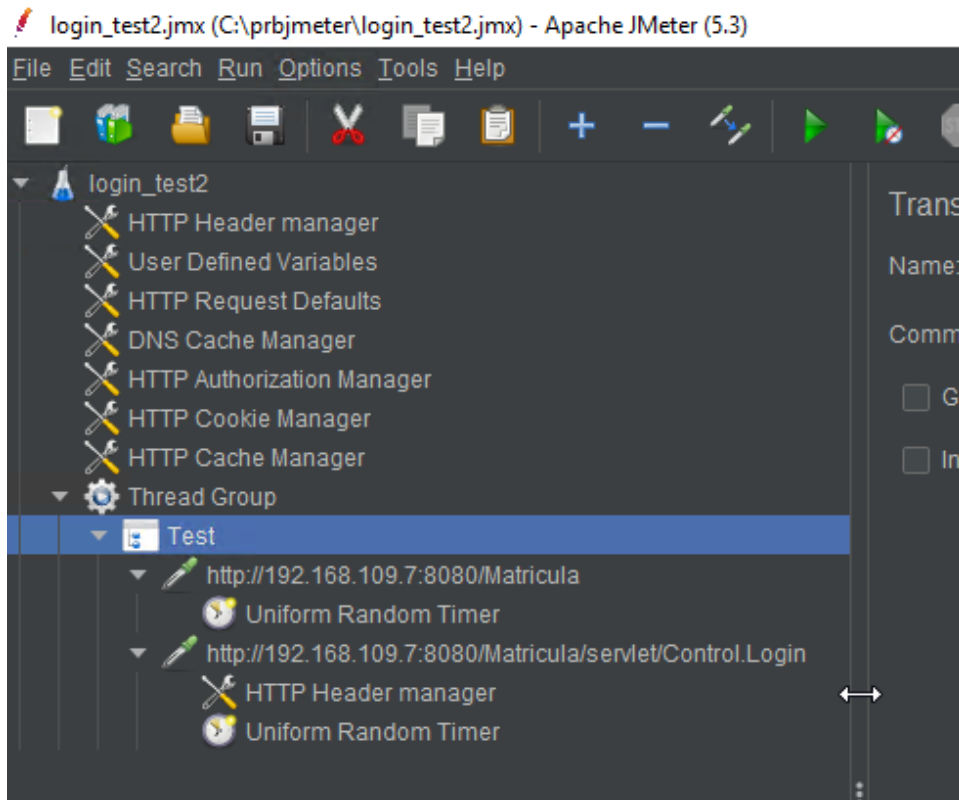 login_test2.jmx (C:\prbjmeter\login_test2.jmx) - Apache JMeter (5.3)
File Edit Search Run Options Tools Help
login_test2
HTTP Header manager
User Defined Variables
HTTP Request Defaults
DNS Cache Manager
HTTP Authorization Manager
HTTP Cookie Manager
HTTP Cache Manager
Thread Group
Test
http://192.168.109.7:8080/Matricula
Uniform Random Timer
http://192.168.109.7:8080/Matricula/servlet/Control.Login
HTTP Header manager
Uniform Random Timer
Trans
Name:
Comm
G
In